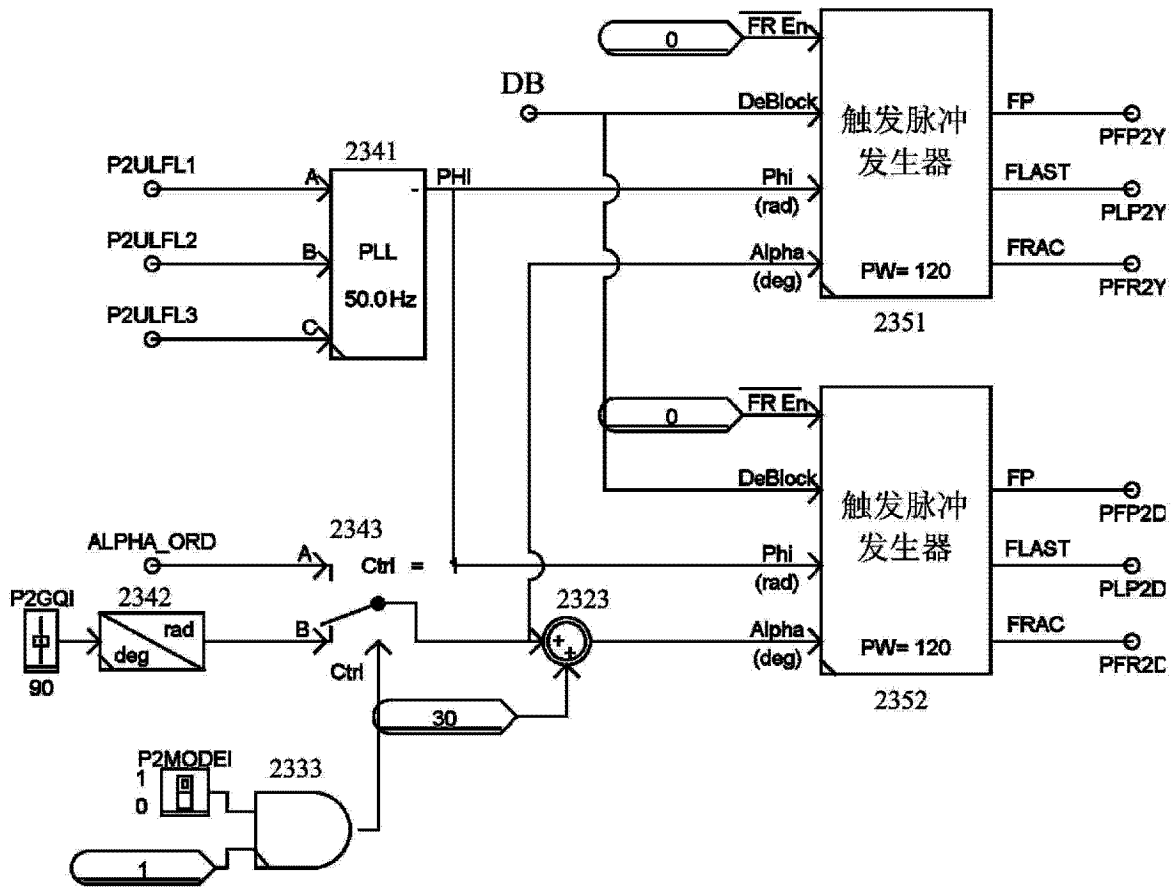 FR En
0
DB
DeBlock
触发脉冲
发生器
FP
PFP2Y
P2ULFL1
2341
A
PHI
Phi
(rad)
FLAST
PLP2Y
P2ULFL2
B
PLL
50.0Hz
Alpha
(deg)
PW= 120
FRAC
PFR2Y
P2ULFL3
C
2351
FR En
0
DeBlock
触发脉冲
发生器
FP
PFP2D
ALPHA_ORD
2343
A
Ctrl = 1
Phi
(rad)
FLAST
PLP2D
P2GQI
90
2342
rad
deg
B
Ctrl
2323
+
+
Alpha
(deg)
PW= 120
FRAC
PFR2D
2352
30
P2MODEI
1
0
2333
1